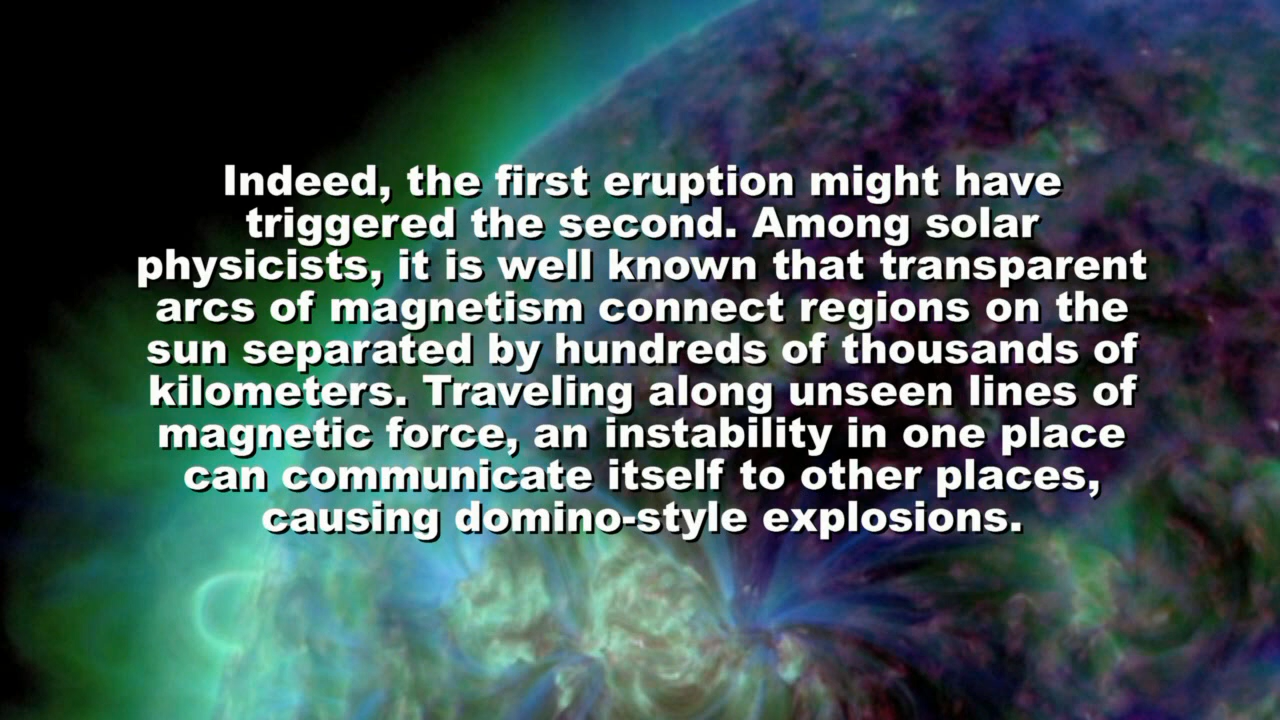 Indeed, the first eruption might have
triggered the second. Among solar
physicists, it is well known that transparent
arcs of magnetism connect regions on the
sun separated by hundreds of thousands of
kilometers. Traveling along unseen lines of
magnetic force, an instability in one place
can communicate itself to other places,
causing domino-style explosions.